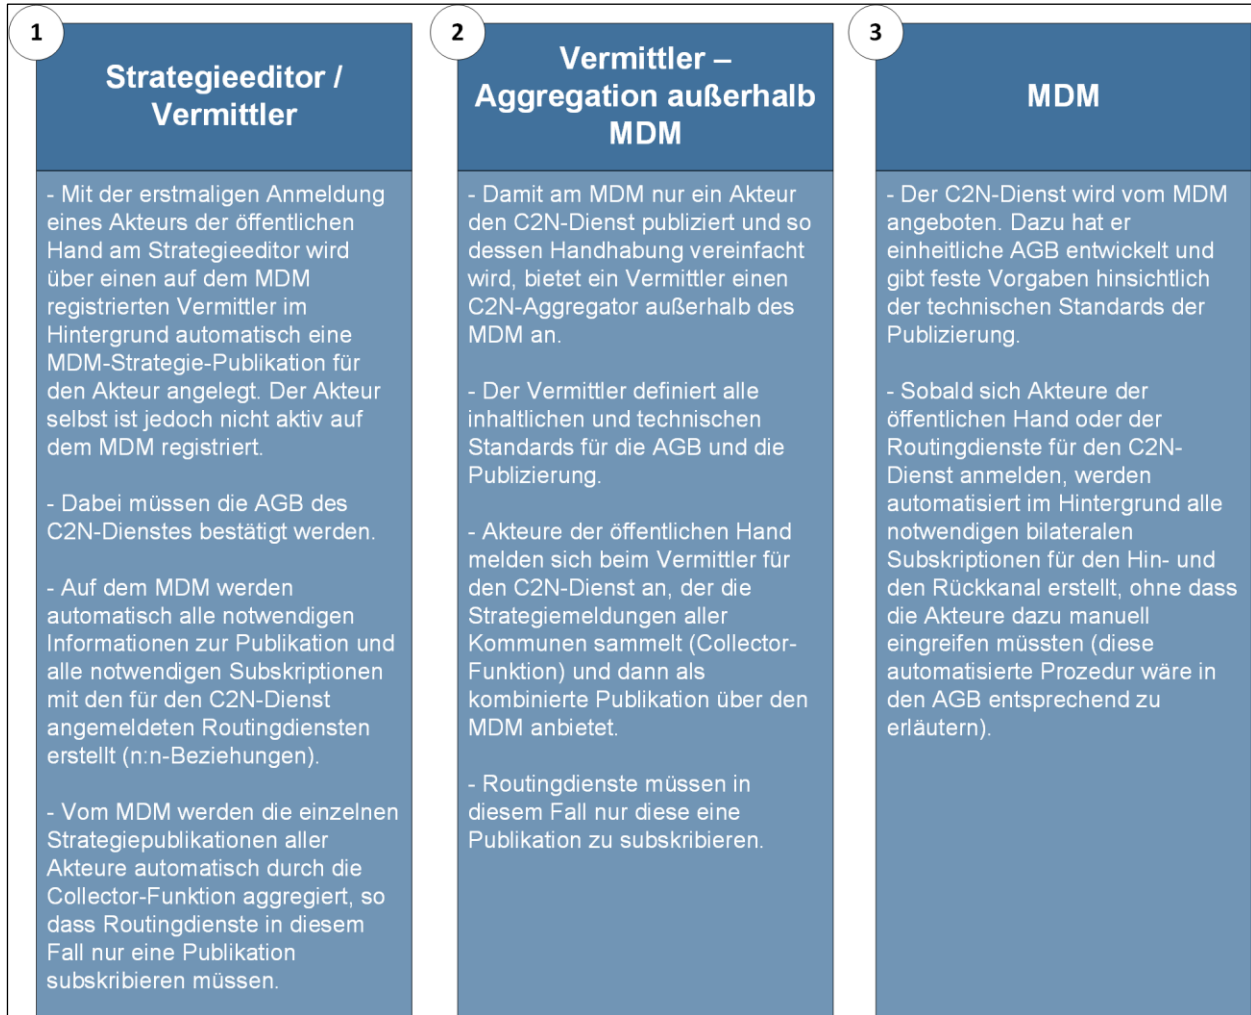 1
Strategieeditor /
Vermittler
- Mit der erstmaligen Anmeldung
eines Akteurs der öffentlichen
Hand am Strategieeditor wird
über einen auf dem MDM
registrierten Vermittler im
Hintergrund automatisch eine
MDM-Strategie-Publikation für
den Akteur angelegt. Der Akteur
selbst ist jedoch nicht aktiv auf
dem MDM registriert.
- Dabei müssen die AGB des
C2N-Dienstes bestätigt werden.
- Auf dem MDM werden
automatisch alle notwendigen
Informationen zur Publikation und
alle notwendigen Subskriptionen
mit den für den C2N-Dienst
angemeldeten Routingdiensten
erstellt (n:n-Beziehungen).
- Vom MDM werden die einzelnen
Strategiepublikationen aller
Akteure automatisch durch die
Collector-Funktion aggregiert, so
dass Routingdienste in diesem
Fall nur eine Publikation
subskribieren müssen.
2
Vermittler –
Aggregation außerhalb
MDM
- Damit am MDM nur ein Akteur
den C2N-Dienst publiziert und so
dessen Handhabung vereinfacht
wird, bietet ein Vermittler einen
C2N-Aggregator außerhalb des
MDM an.
- Der Vermittler definiert alle
inhaltlichen und technischen
Standards für die AGB und die
Publizierung.
- Akteure der öffentlichen Hand
melden sich beim Vermittler für
den C2N-Dienst an, der die
Strategiemeldungen aller
Kommunen sammelt (Collector-
Funktion) und dann als
kombinierte Publikation über den
MDM anbietet.
- Routingdienste müssen in
diesem Fall nur diese eine
Publikation zu subskribieren.
3
MDM
- Der C2N-Dienst wird vom MDM
angeboten. Dazu hat er
einheitliche AGB entwickelt und
gibt feste Vorgaben hinsichtlich
der technischen Standards der
Publizierung.
- Sobald sich Akteure der
öffentlichen Hand oder der
Routingdienste für den C2N-
Dienst anmelden, werden
automatisiert im Hintergrund alle
notwendigen bilateralen
Subskriptionen für den Hin- und
den Rückkanal erstellt, ohne dass
die Akteure dazu manuell
eingreifen müssten (diese
automatisierte Prozedur wäre in
den AGB entsprechend zu
erläutern).